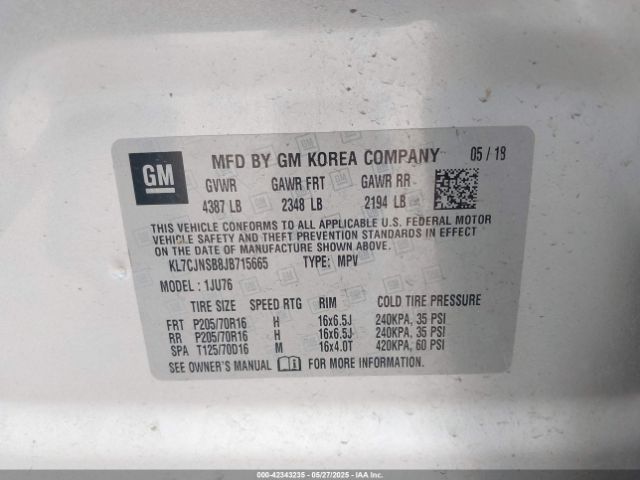 GM
MFD BY GM KOREA COMPANY 05 / 18
GVWR GAWR FRT GAWR RR
4387 LB 2348 LB 2194 LB
THIS VEHICLE CONFORMS TO ALL APPLICABLE U.S. FEDERAL MOTOR
VEHICLE SAFETY AND THEFT PREVENTION STANDARDS IN EFFECT
ON THE DATE OF MANUFACTURE SHOWN ABOVE.
KL7CJNSB8JB715665 TYPE: MPV
MODEL : 1JU76
TIRE SIZE SPEED RTG RIM COLD TIRE PRESSURE
FRT P205/70R16 H 16x6.5J 240KPA, 35 PSI
RR P205/70R16 H 16x6.5J 240KPA, 35 PSI
SPA T125/70D16 M 16x4.0T 420KPA, 60 PSI
SEE OWNER'S MANUAL FOR MORE INFORMATION
000-42343235 - 05/27/2025 - IAAI.com